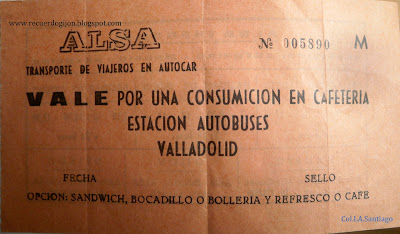 www.recuerdogijon.blogspot.com
ALSA Nº 005890 M
TRANSPORTE DE VIAJEROS EN AUTOCAR
VALE POR UNA CONSUMICION EN CAFETERIA
ESTACION AUTOBUSES
VALLADOLID
FECHA SELLO
OPCION: SANDWICH, BOCADILLO O BOLLERIA Y REFRESCO O CAFE
Col.L.A.Santiago